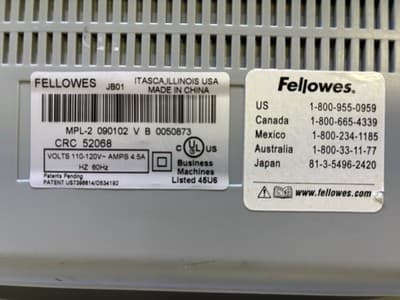 FELLOWES JB01 ITASCA,ILLINOIS USA
MADE IN CHINA
MPL-2 090102 V B 0050873
CRC 52068
VOLTS 110-120V~ AMPS 4.5A
HZ 60Hz
Patents Pending
C UL US
LISTED
Business
Machines
Listed 45U6
Fellowes.
US 1-800-955-0959
Canada 1-800-665-4339
Mexico 1-800-234-1185
Australia 1-800-33-11-77
Japan 81-3-5496-2420
www.fellowes.com